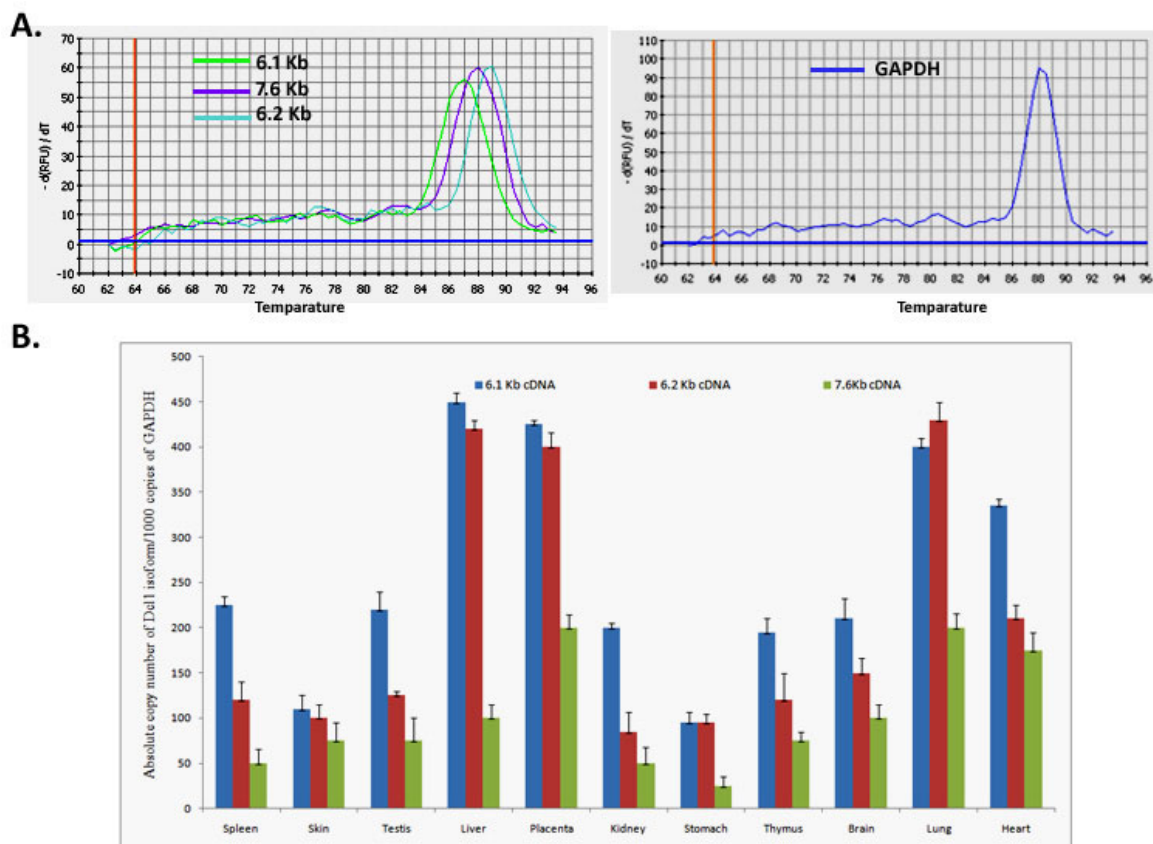 A.
70
60
50
40
30
20
10
0
-10
- d(RFU) / dT
6.1 Kb
7.6 Kb
6.2 Kb
60 62 64 66 68 70 72 74 76 78 80 82 84 86 88 90 92 94 96
Temparature
110
100
90
80
70
60
50
40
30
20
10
0
-10
- d(RFU) / dT
GAPDH
60 62 64 66 68 70 72 74 76 78 80 82 84 86 88 90 92 94 96
Temparature
B.
Absolute copy number of Dcl1 isoform/1000 copies of GAPDH
500
450
400
350
300
250
200
150
100
50
0
6.1 Kb cDNA 6.2 Kb cDNA 7.6Kb cDNA
Spleen Skin Testis Liver Placenta Kidney Stomach Thymus Brain Lung Heart